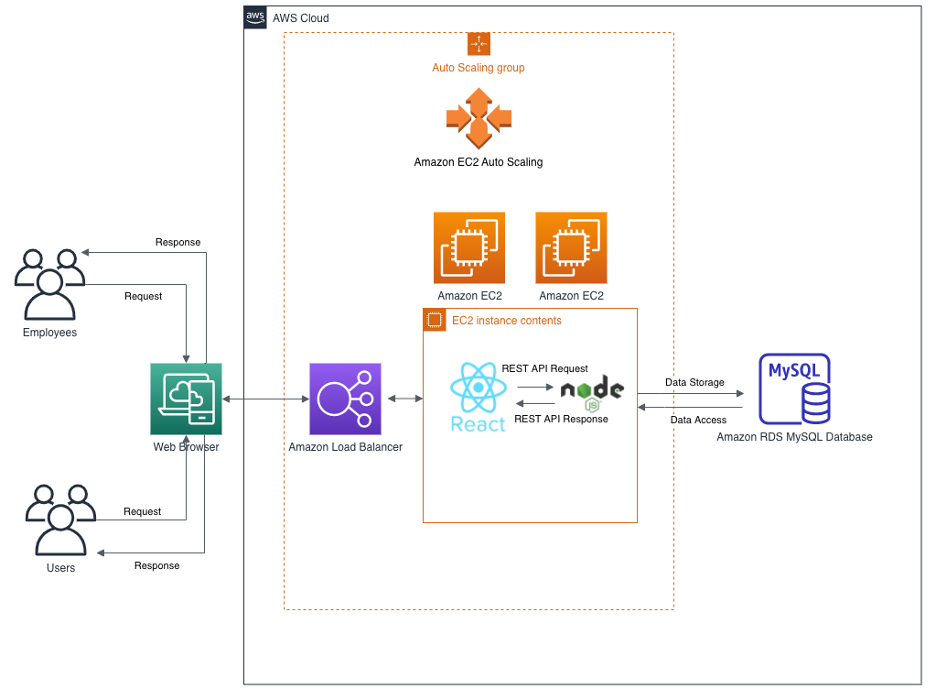 aws
AWS Cloud
Auto Scaling group
Amazon EC2 Auto Scaling
Amazon EC2
Amazon EC2
EC2 instance contents
Response
Request
Employees
Web Browser
Amazon Load Balancer
REST API Request
React
node
JS
REST API Response
Data Storage
Data Access
MySQL
Amazon RDS MySQL Database
Request
Response
Users